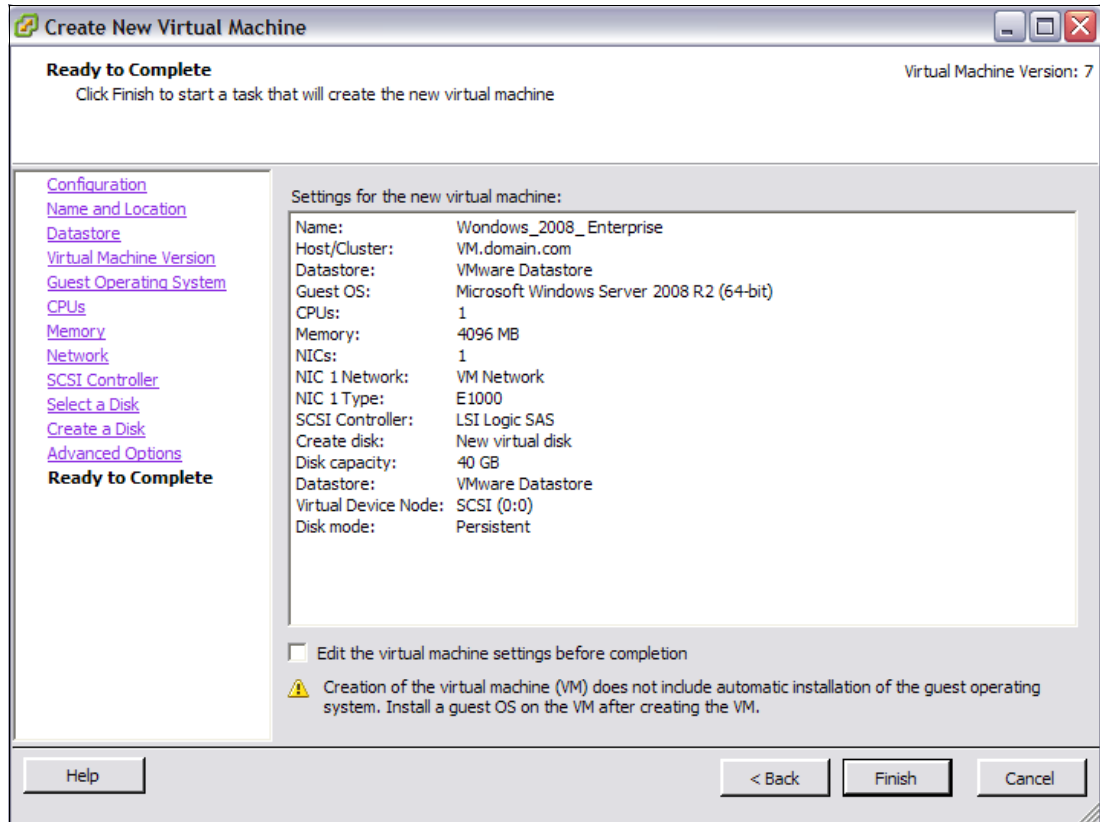 Create New Virtual Machine
Ready to Complete
Virtual Machine Version: 7
Click Finish to start a task that will create the new virtual machine
Configuration
Name and Location
Datastore
Virtual Machine Version
Guest Operating System
CPUs
Memory
Network
SCSI Controller
Select a Disk
Create a Disk
Advanced Options
Ready to Complete
Settings for the new virtual machine:
Name: Wondows_2008_ Enterprise
Host/Cluster: VM.domain.com
Datastore: VMware Datastore
Guest OS: Microsoft Windows Server 2008 R2 (64-bit)
CPUs: 1
Memory: 4096 MB
NICs: 1
NIC 1 Network: VM Network
NIC 1 Type: E1000
SCSI Controller: LSI Logic SAS
Create disk: New virtual disk
Disk capacity: 40 GB
Datastore: VMware Datastore
Virtual Device Node: SCSI (0:0)
Disk mode: Persistent
Edit the virtual machine settings before completion
Creation of the virtual machine (VM) does not include automatic installation of the guest operating
system. Install a guest OS on the VM after creating the VM.
Help
< Back
Finish
Cancel